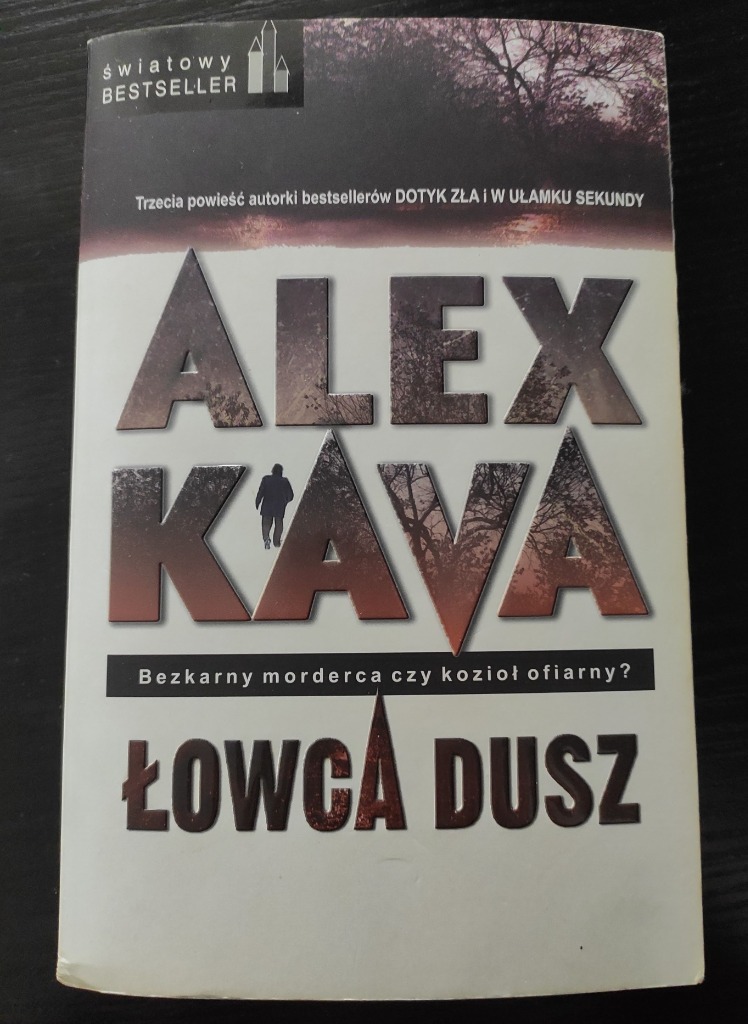 światowy
BESTSELLER
Trzecia powieść autorki bestsellerów DOTYK ZŁA i W UŁAMKU SEKUNDY
ALEX
KAVA
Bezkarny morderca czy kozioł ofiarny?
ŁOWCA DUSZ